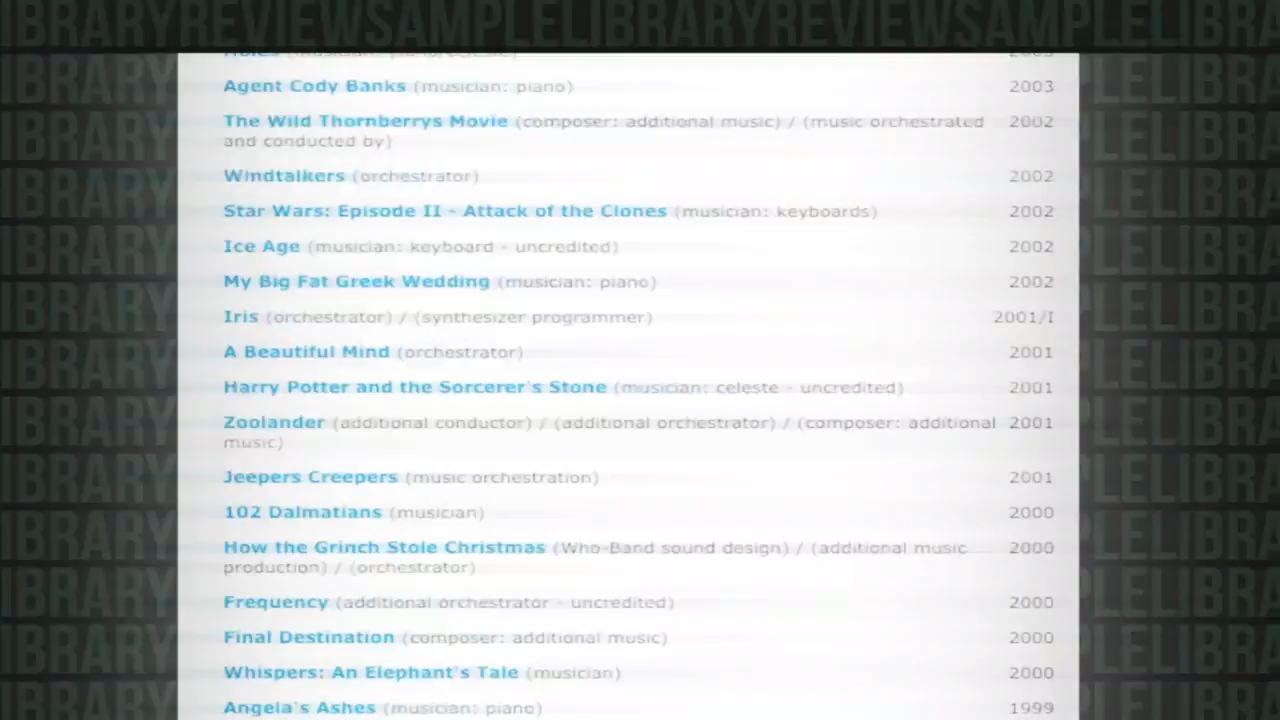 LIBRARYREVIEWSAMPLELIBRARYREVIEWSAMPLELIBRA
Agent Cody Banks (musician: piano) 2003
The Wild Thornberrys Movie (composer: additional music) / (music orchestrated 2002
and conducted by)
Windtalkers (orchestrator) 2002
Star Wars: Episode II - Attack of the Clones (musician: keyboards) 2002
Ice Age (musician: keyboard - uncredited) 2002
My Big Fat Greek Wedding (musician: piano) 2002
Iris (orchestrator) / (synthesizer programmer) 2001/I
A Beautiful Mind (orchestrator) 2001
Harry Potter and the Sorcerer's Stone (musician: celeste - uncredited) 2001
Zoolander (additional conductor) / (additional orchestrator) / (composer: additional 2001
music)
Jeepers Creepers (music orchestration) 2001
102 Dalmatians (musician) 2000
How the Grinch Stole Christmas (Who-Band sound design) / (additional music 2000
production) / (orchestrator)
Frequency (additional orchestrator - uncredited) 2000
Final Destination (composer: additional music) 2000
Whispers: An Elephant's Tale (musician) 2000
Angela's Ashes (musician: piano) 1999